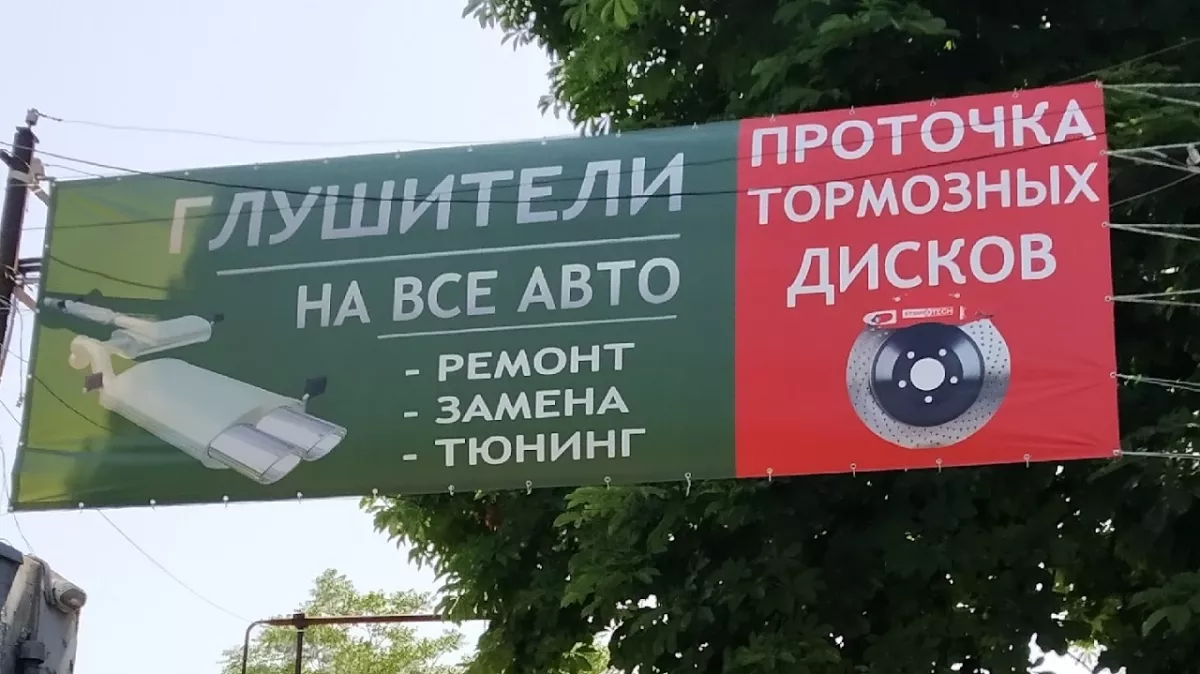 ГЛУШИТЕЛИ
НА ВСЕ АВТО
- РЕМОНТ
- ЗАМЕНА
- ТЮНИНГ
ПРОТОЧКА
ТОРМОЗНЫХ
ДИСКОВ